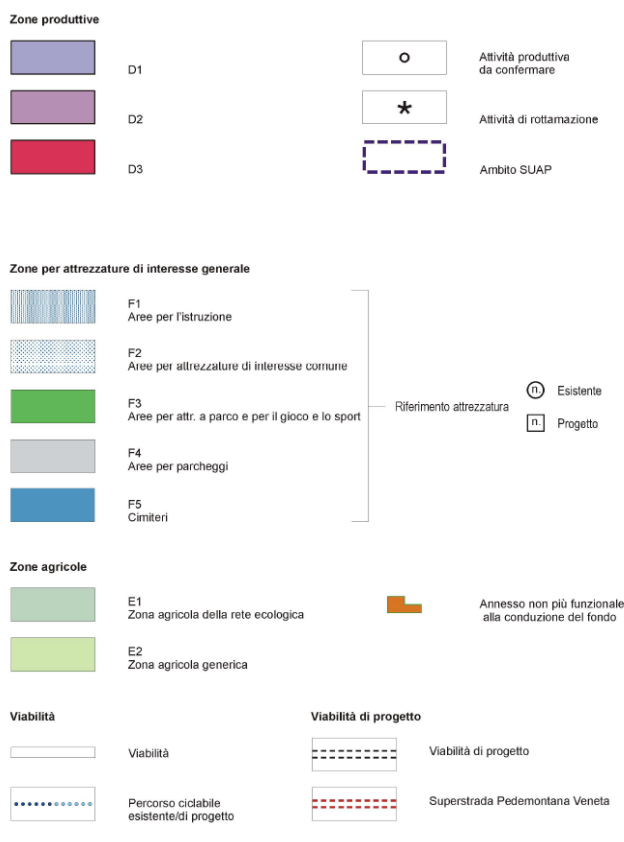 Zone produttive
D1
Attività produttiva
da confermare
D2
Attività di rottamazione
D3
Ambito SUAP
Zone per attrezzature di interesse generale
F1
Aree per l'istruzione
F2
Aree per attrezzature di interesse comune
F3
Aree per attr. a parco e per il gioco e lo sport
F4
Aree per parcheggi
F5
Cimiteri
Riferimento attrezzatura
n. Esistente
n. Progetto
Zone agricole
E1
Zona agricola della rete ecologica
Annesso non più funzionale
alla conduzione del fondo
E2
Zona agricola generica
Viabilità
Viabilità
Percorso ciclabile
esistente/di progetto
Viabilità di progetto
Viabilità di progetto
Superstrada Pedemontana Veneta